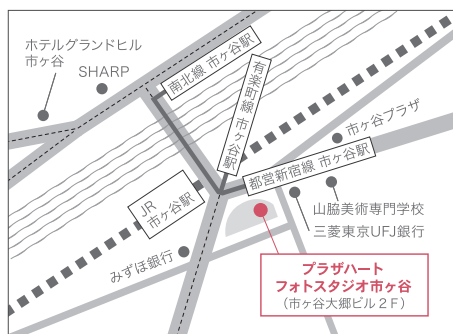 ホテルグランドヒル
市ヶ谷
SHARP
南北線 市ヶ谷駅
有楽町線 市ヶ谷駅
市ヶ谷プラザ
都営新宿線 市ヶ谷駅
JR
市ヶ谷駅
山脇美術専門学校
三菱東京UFJ銀行
みずほ銀行
プラザハート
フォトスタジオ市ヶ谷
(市ヶ谷大郷ビル2F)